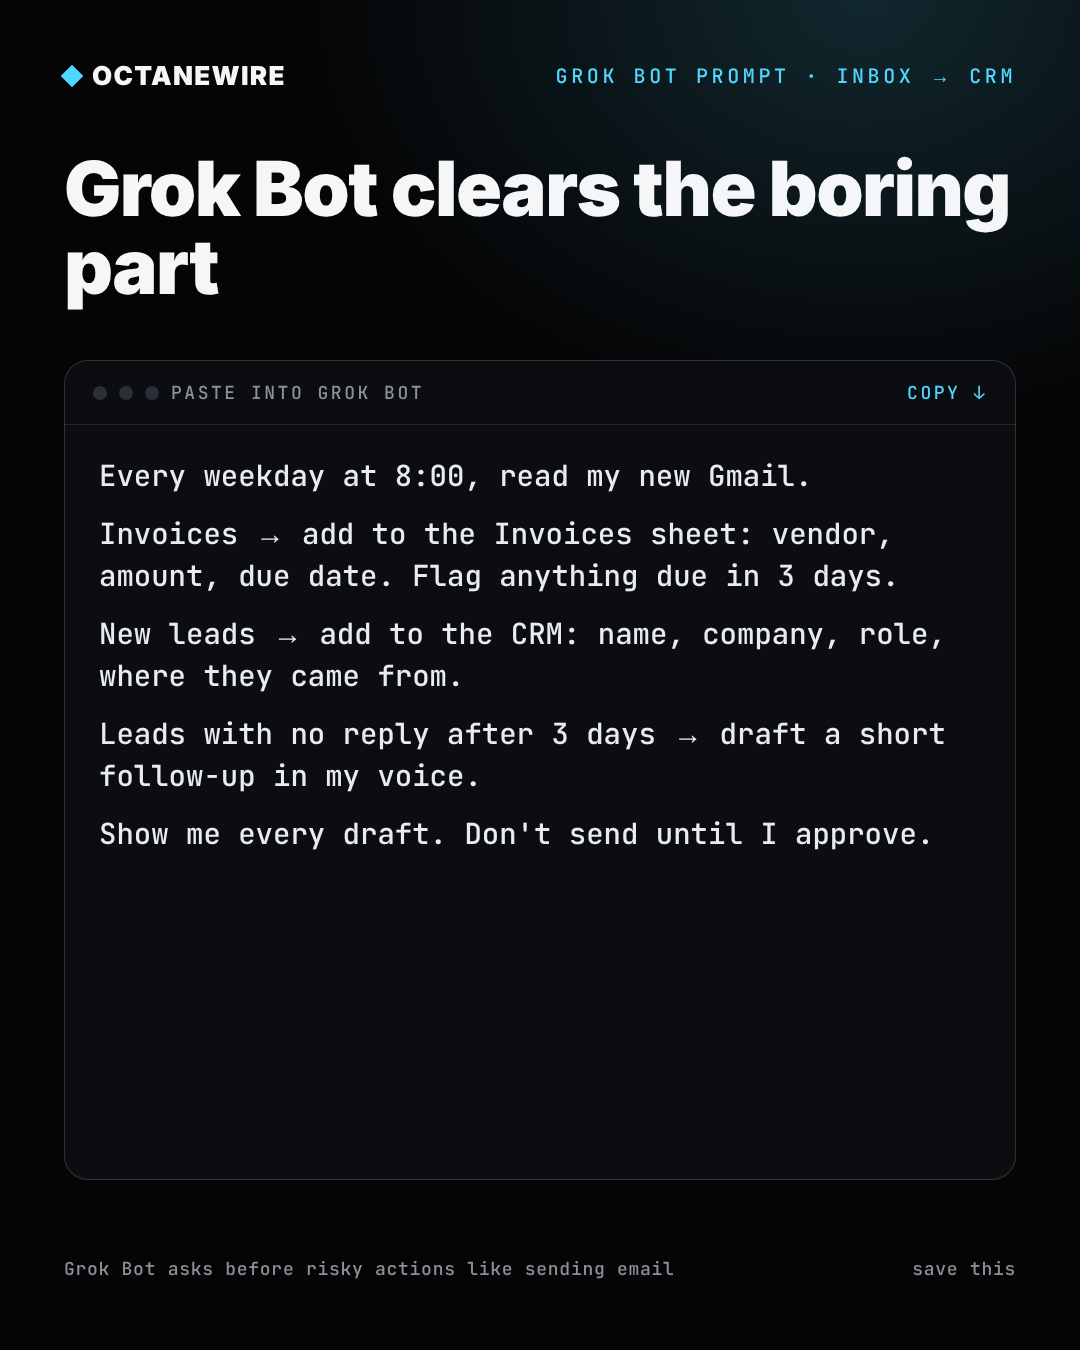 OCTANEWIRE
GROK BOT PROMPT · INBOX → CRM
Grok Bot clears the boring
part
PASTE INTO GROK BOT
COPY ↓
Every weekday at 8:00, read my new Gmail.
Invoices → add to the Invoices sheet: vendor,
amount, due date. Flag anything due in 3 days.
New leads → add to the CRM: name, company, role,
where they came from.
Leads with no reply after 3 days → draft a short
follow-up in my voice.
Show me every draft. Don't send until I approve.
Grok Bot asks before risky actions like sending email
save this